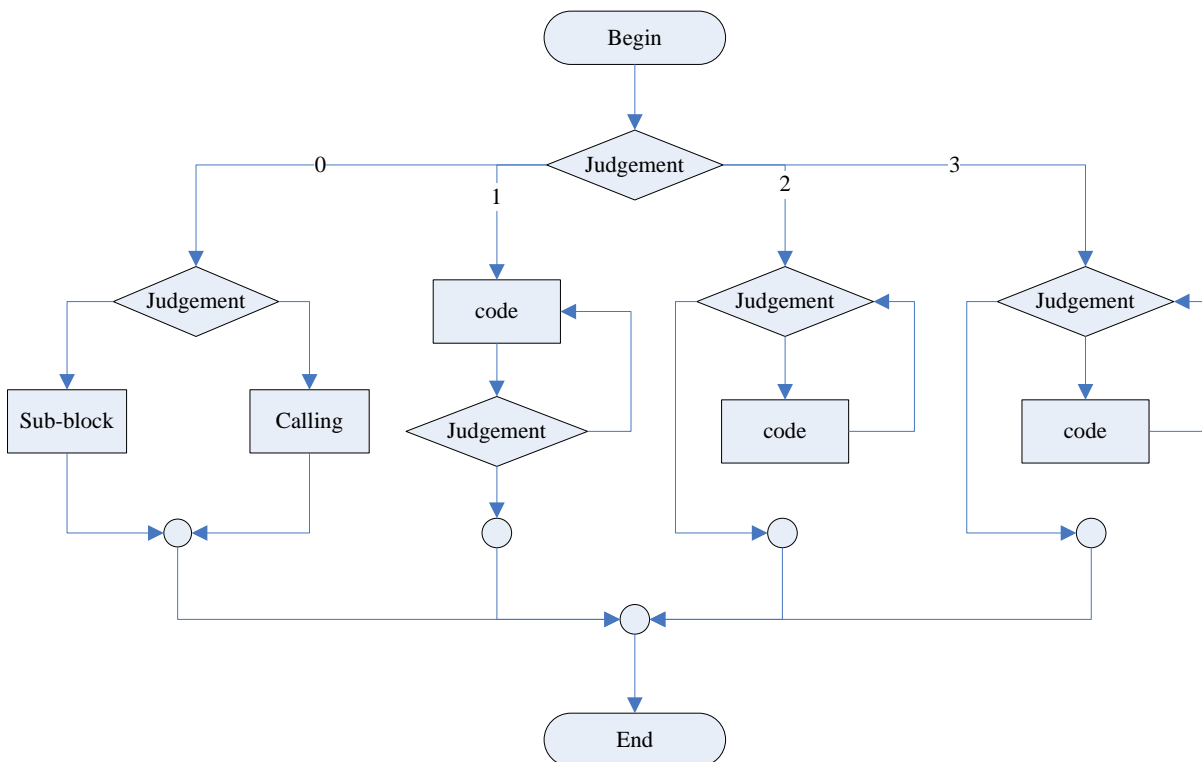 Begin
Judgement
0
1
2
3
Judgement
code
Judgement
Judgement
Sub-block
Calling
Judgement
code
code
End